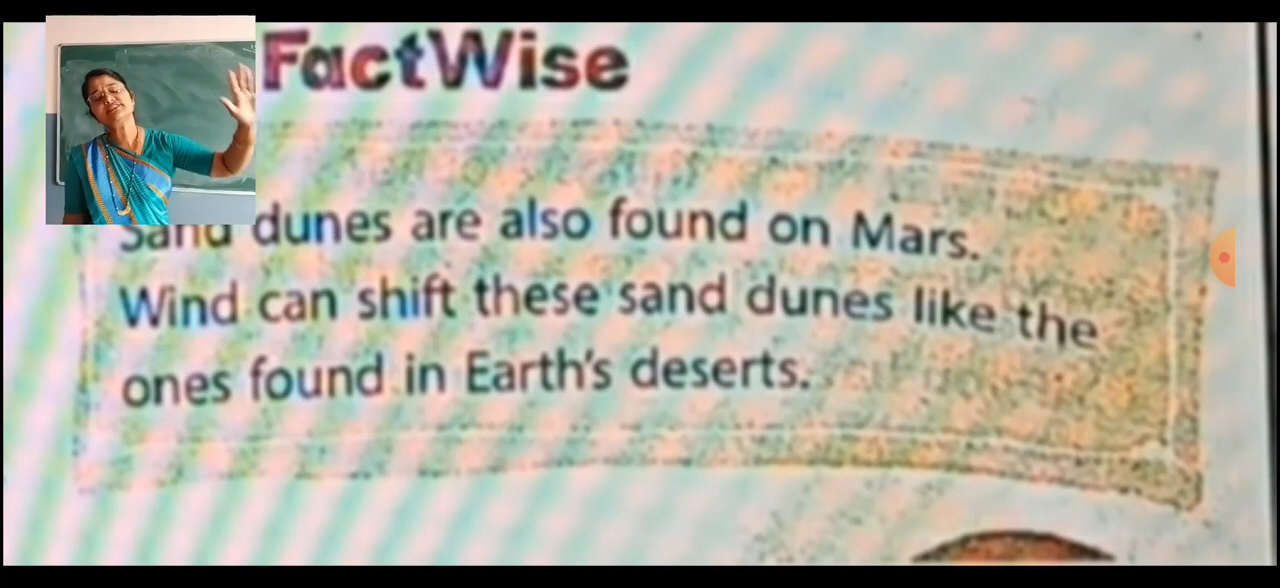 FactWise
Sand dunes are also found on Mars.
Wind can shift these sand dunes like the
ones found in Earth's deserts.